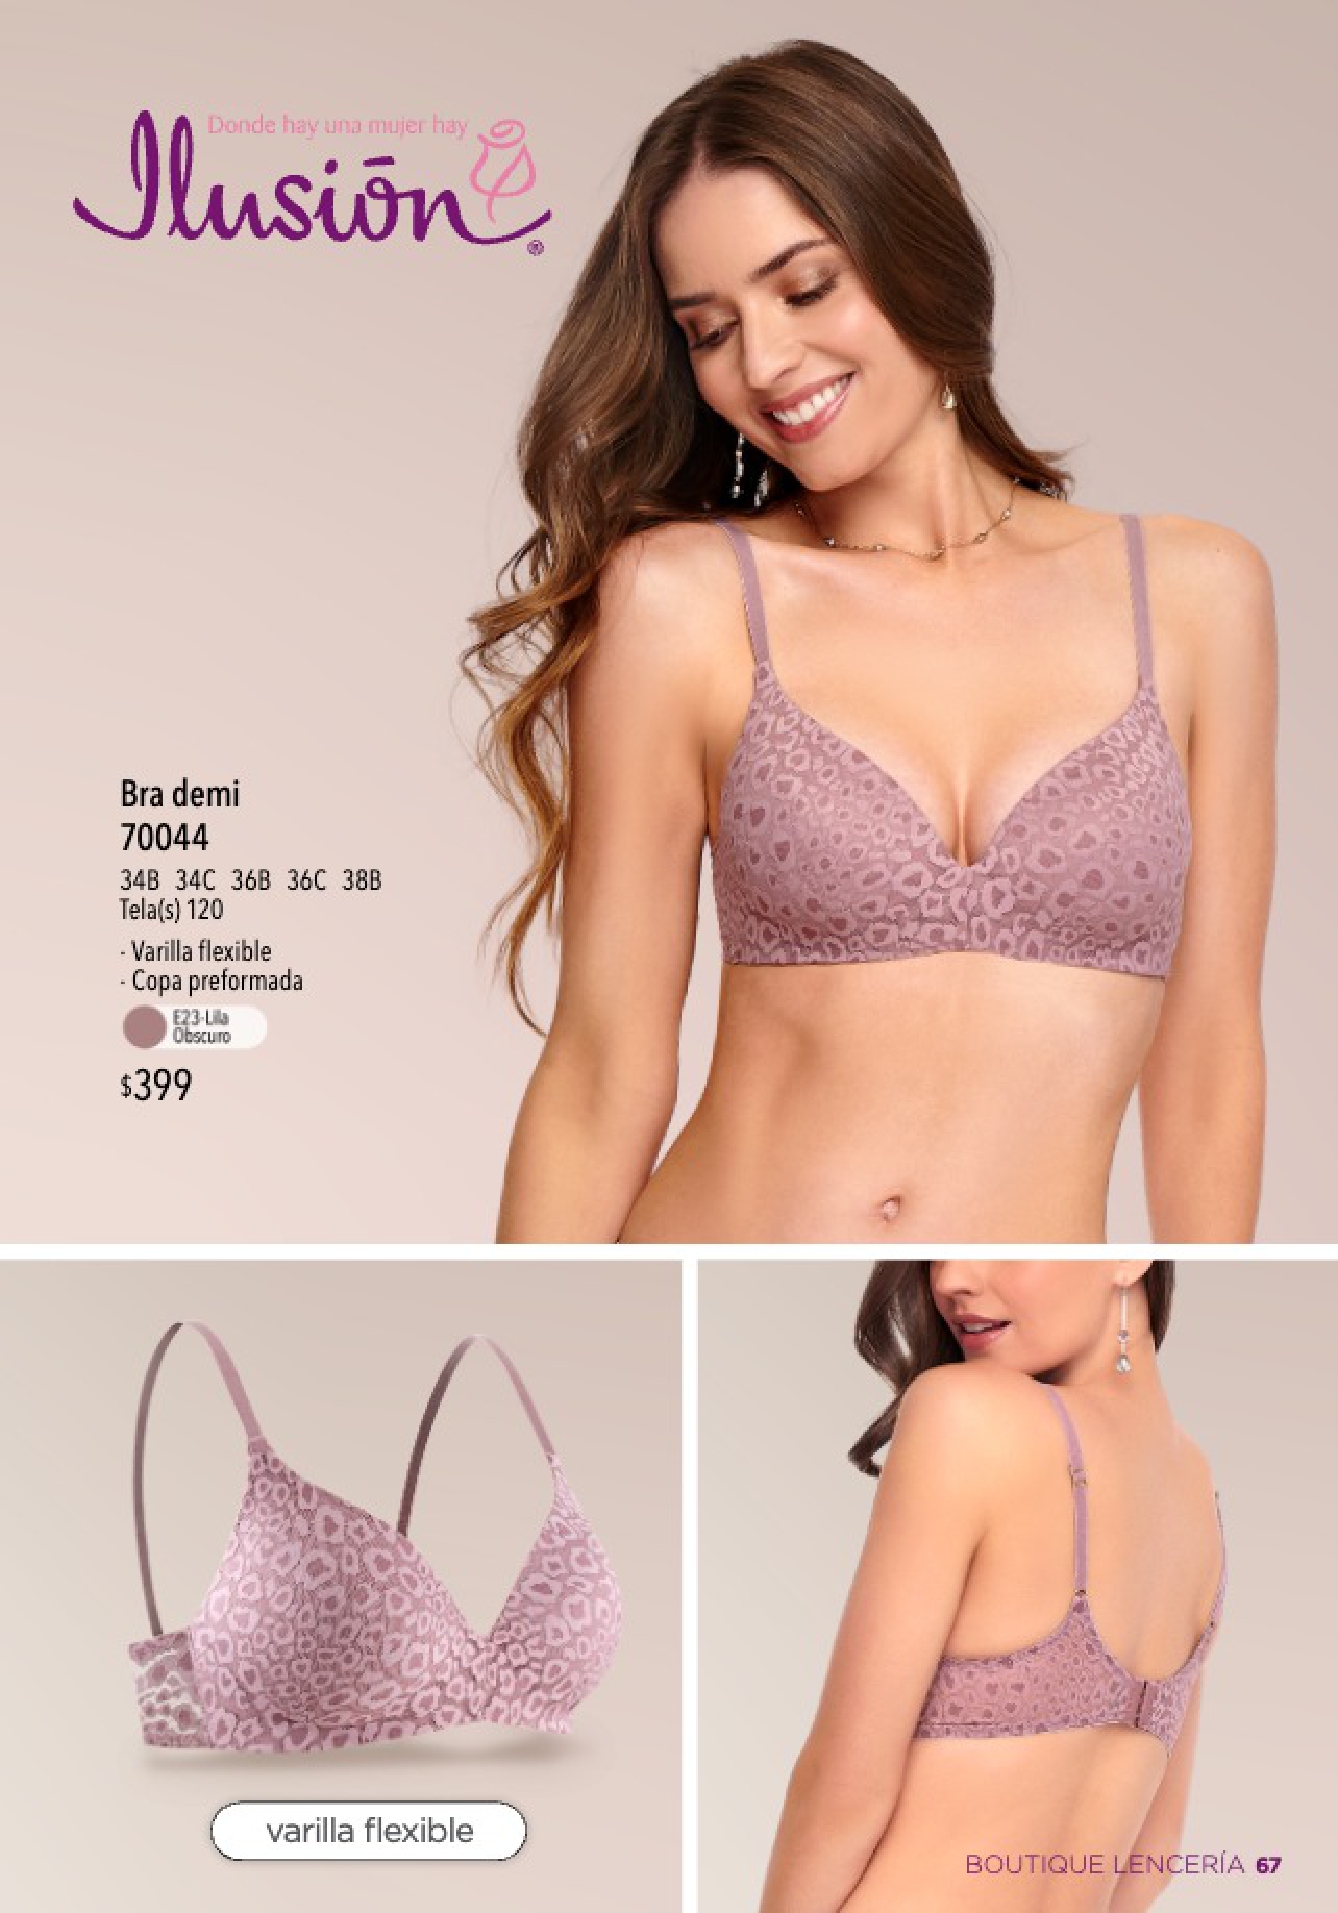 Donde hay una mujer hay
Ilusión
®
Bra demi
70044
34B 34C 36B 36C 38B
Tela(s) 120
· Varilla flexible
· Copa preformada
E23-Lila
Obscuro
$399
varilla flexible
BOUTIQUE LENCERÍA 67